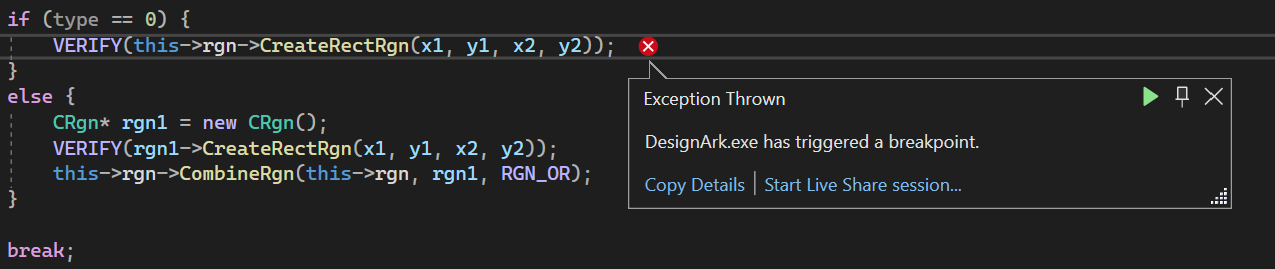 if (type == 0) {
    VERIFY(this->rgn->CreateRectRgn(x1, y1, x2, y2));
}
else {
    CRgn* rgn1 = new CRgn();
    VERIFY(rgn1->CreateRectRgn(x1, y1, x2, y2));
    this->rgn->CombineRgn(this->rgn, rgn1, RGN_OR);
}
break;
Exception Thrown
DesignArk.exe has triggered a breakpoint.
Copy Details | Start Live Share session...